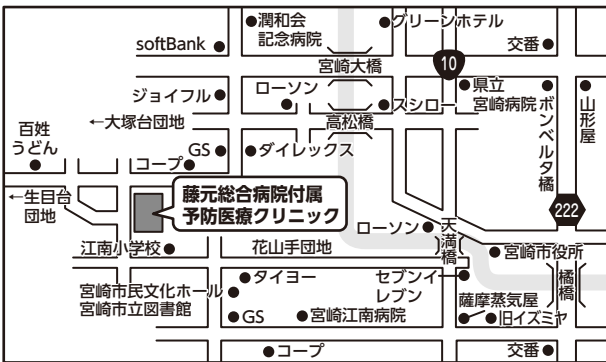 潤和会
記念病院
グリーンホテル
softBank
交番
宮崎大橋
10
ジョイフル
ローソン
スシロー
県立
宮崎病院
ボンベルタ橘
山形屋
←大塚台団地
高松橋
百姓
うどん
GS
ダイレックス
コープ
←生目台
団地
藤元総合病院付属
予防医療クリニック
222
ローソン
天満橋
江南小学校
花山手団地
宮崎市役所
タイヨー
セブンイ
レブン
橘橋
宮崎市民文化ホール
宮崎市立図書館
薩摩蒸気屋
GS
宮崎江南病院
旧イズミヤ
コープ
交番